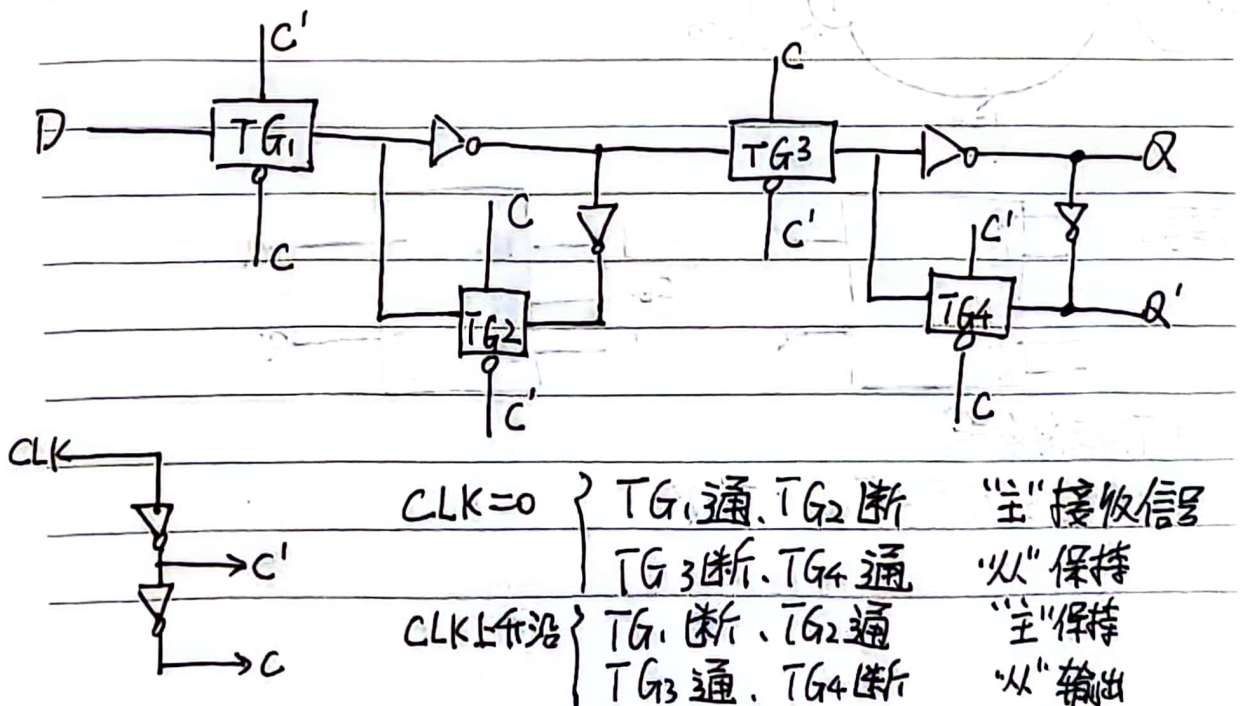 C'
C
D
TG₁
TG3
Q
C
C'
C'
C
TG2
TG4
Q'
C'
C
CLK
C'
C
CLK=0 { TG₁通、TG₂断 "主"接收信号
TG3断、TG4通 "从"保持
CLK上升沿 { TG₁断、TG₂通 "主"保持
TG₃通、TG4断 "从"输出